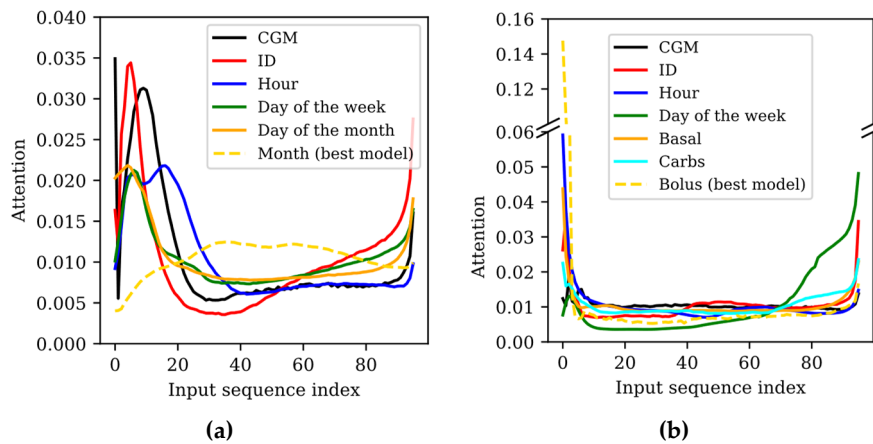 0.040
0.035
0.030
0.025
0.020
0.015
0.010
0.005
0.000
Attention
CGM
ID
Hour
Day of the week
Day of the month
Month (best model)
0 20 40 60 80
Input sequence index
(a)
0.16
0.14
0.12
0.10
0.06
0.05
0.04
0.03
0.02
0.01
0.00
Attention
CGM
ID
Hour
Day of the week
Basal
Carbs
Bolus (best model)
0 20 40 60 80
Input sequence index
(b)